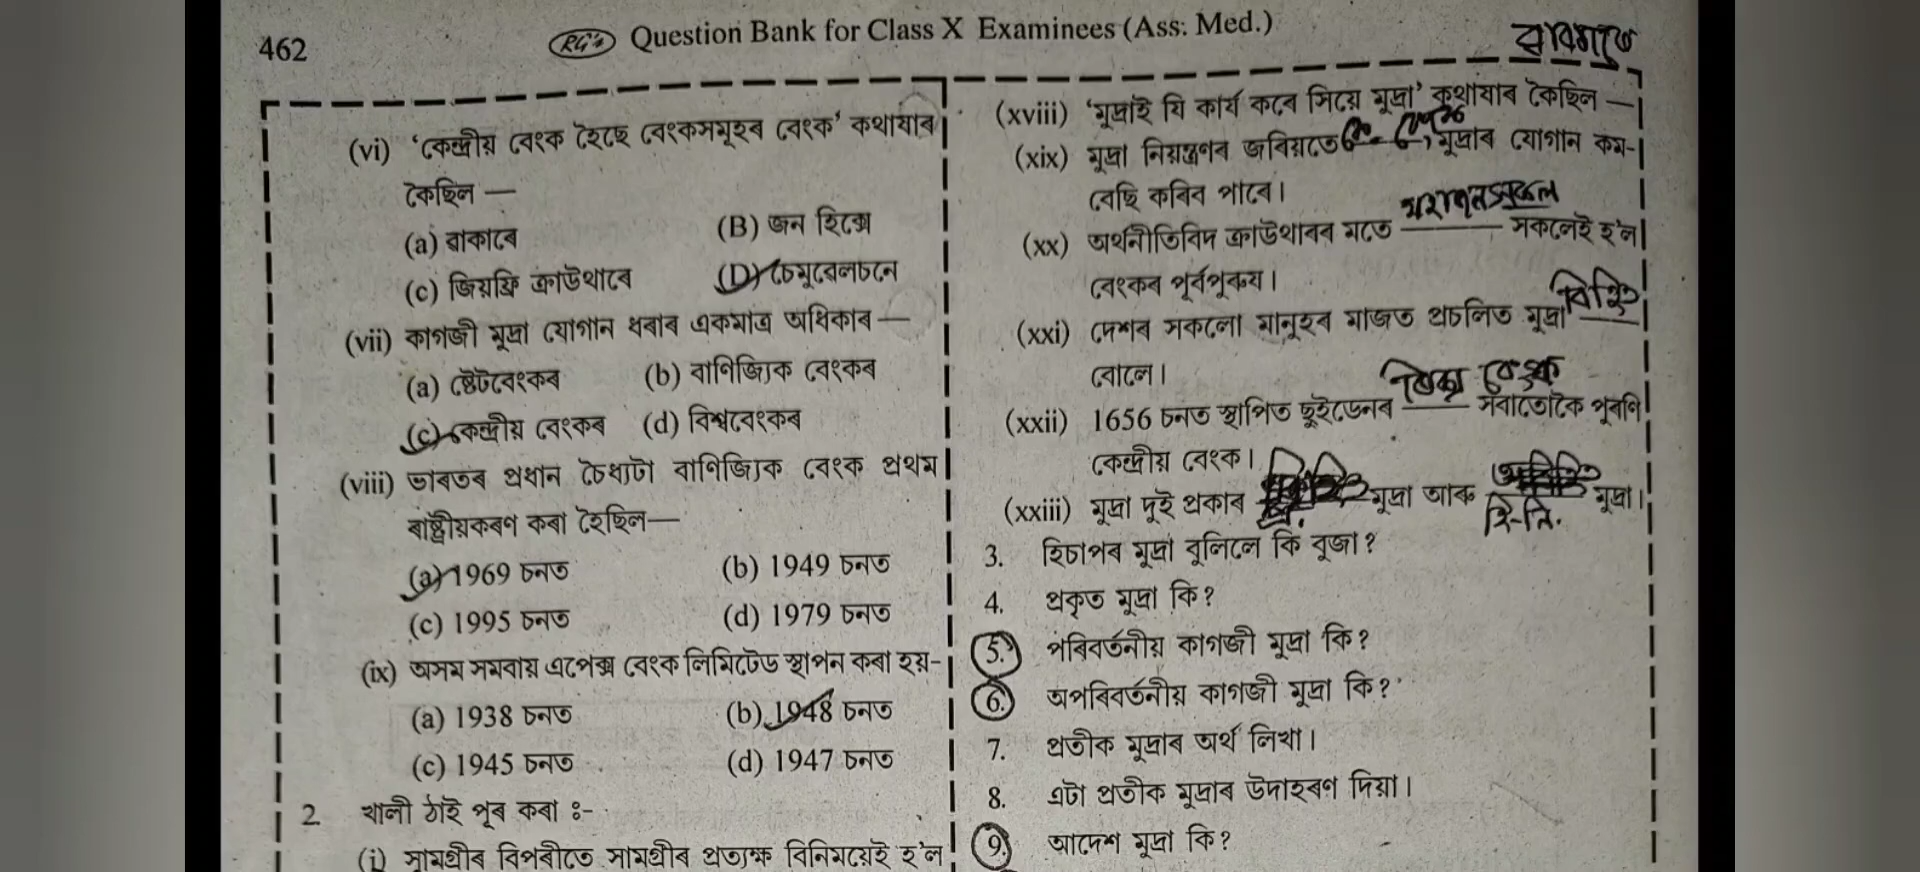 462
RG's Question Bank for Class X Examinees (Ass: Med.)
(vi) ‘কেন্দ্ৰীয় বেংক হৈছে বেংকসমূহৰ বেংক’ কথাষাৰ
কৈছিল —
(a) ৱাকাৰে (B) জন হিক্সে
(c) জিয়ফ্ৰি ক্ৰাউথাৰে (D) চেমুৱেলচনে
(vii) কাগজী মুদ্ৰা যোগান ধৰাৰ একমাত্ৰ অধিকাৰ —
(a) ষ্টেটবেংকৰ (b) বাণিজ্যিক বেংকৰ
(c) কেন্দ্ৰীয় বেংকৰ (d) বিশ্ববেংকৰ
(viii) ভাৰতৰ প্ৰধান চৈধ্যটা বাণিজ্যিক বেংক প্ৰথম
ৰাষ্ট্ৰীয়কৰণ কৰা হৈছিল—
(a) 1969 চনত (b) 1949 চনত
(c) 1995 চনত (d) 1979 চনত
(ix) অসম সমবায় এপেক্স বেংক লিমিটেড স্থাপন কৰা হয়-
(a) 1938 চনত (b) 1948 চনত
(c) 1945 চনত (d) 1947 চনত
2 খালী ঠাই পূৰ কৰা ঃ-
(i) সামগ্ৰীৰ বিপৰীতে সামগ্ৰীৰ প্ৰত্যক্ষ বিনিময়েই হ'ল
(xviii) ‘মুদ্ৰাই যি কাৰ্য কৰে সিয়ে মুদ্ৰা’ কথাষাৰ কৈছিল —
(xix) মুদ্ৰা নিয়ন্ত্ৰণৰ জৰিয়তে মুদ্ৰাৰ যোগান কম-
বেছি কৰিব পাৰে।
মহাজনসকল
(xx) অৰ্থনীতিবিদ ক্ৰাউথাৰৰ মতে ——— সকলেই হ'ল
বেংকৰ পূৰ্বপুৰুষ।
বিহিত
(xxi) দেশৰ সকলো মানুহৰ মাজত প্ৰচলিত মুদ্ৰা ———
বোলে।
ৰিক্স বেংক
(xxii) 1656 চনত স্থাপিত ছুইডেনৰ ——— সবাতোকৈ পুৰণি
কেন্দ্ৰীয় বেংক।
(xxiii) মুদ্ৰা দুই প্ৰকাৰ মুদ্ৰা আৰু মুদ্ৰা।
3. হিচাপৰ মুদ্ৰা বুলিলে কি বুজা?
4. প্ৰকৃত মুদ্ৰা কি?
5. পৰিবৰ্তনীয় কাগজী মুদ্ৰা কি?
6. অপৰিবৰ্তনীয় কাগজী মুদ্ৰা কি?
7. প্ৰতীক মুদ্ৰাৰ অৰ্থ লিখা।
8. এটা প্ৰতীক মুদ্ৰাৰ উদাহৰণ দিয়া।
9. আদেশ মুদ্ৰা কি?